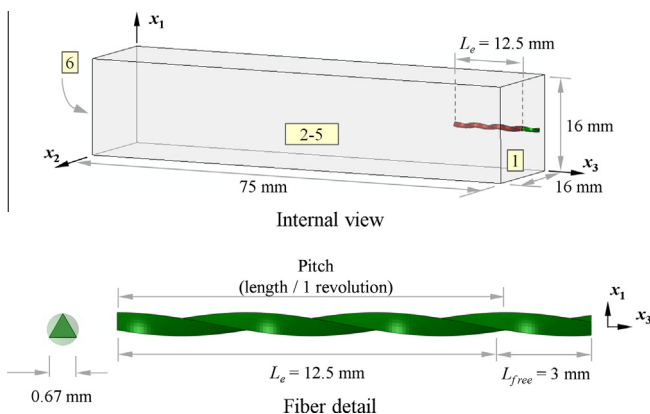 x₁
Lₑ = 12.5 mm
6
2-5
16 mm
1
x₂
x₃
75 mm
16 mm
Internal view
Pitch
(length / 1 revolution)
x₁
x₃
Lₑ = 12.5 mm
L_free = 3 mm
0.67 mm
Fiber detail